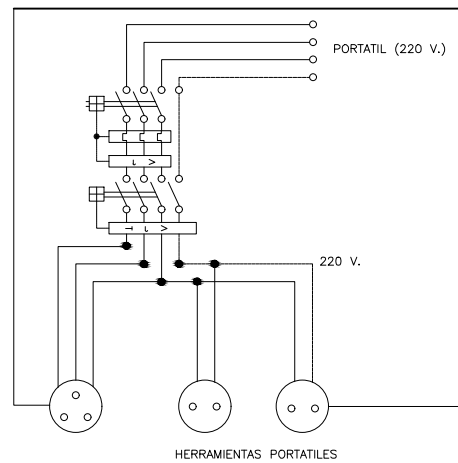 PORTATIL (220 V.)
ι <
⊢ ι <
220 V.
HERRAMIENTAS PORTATILES